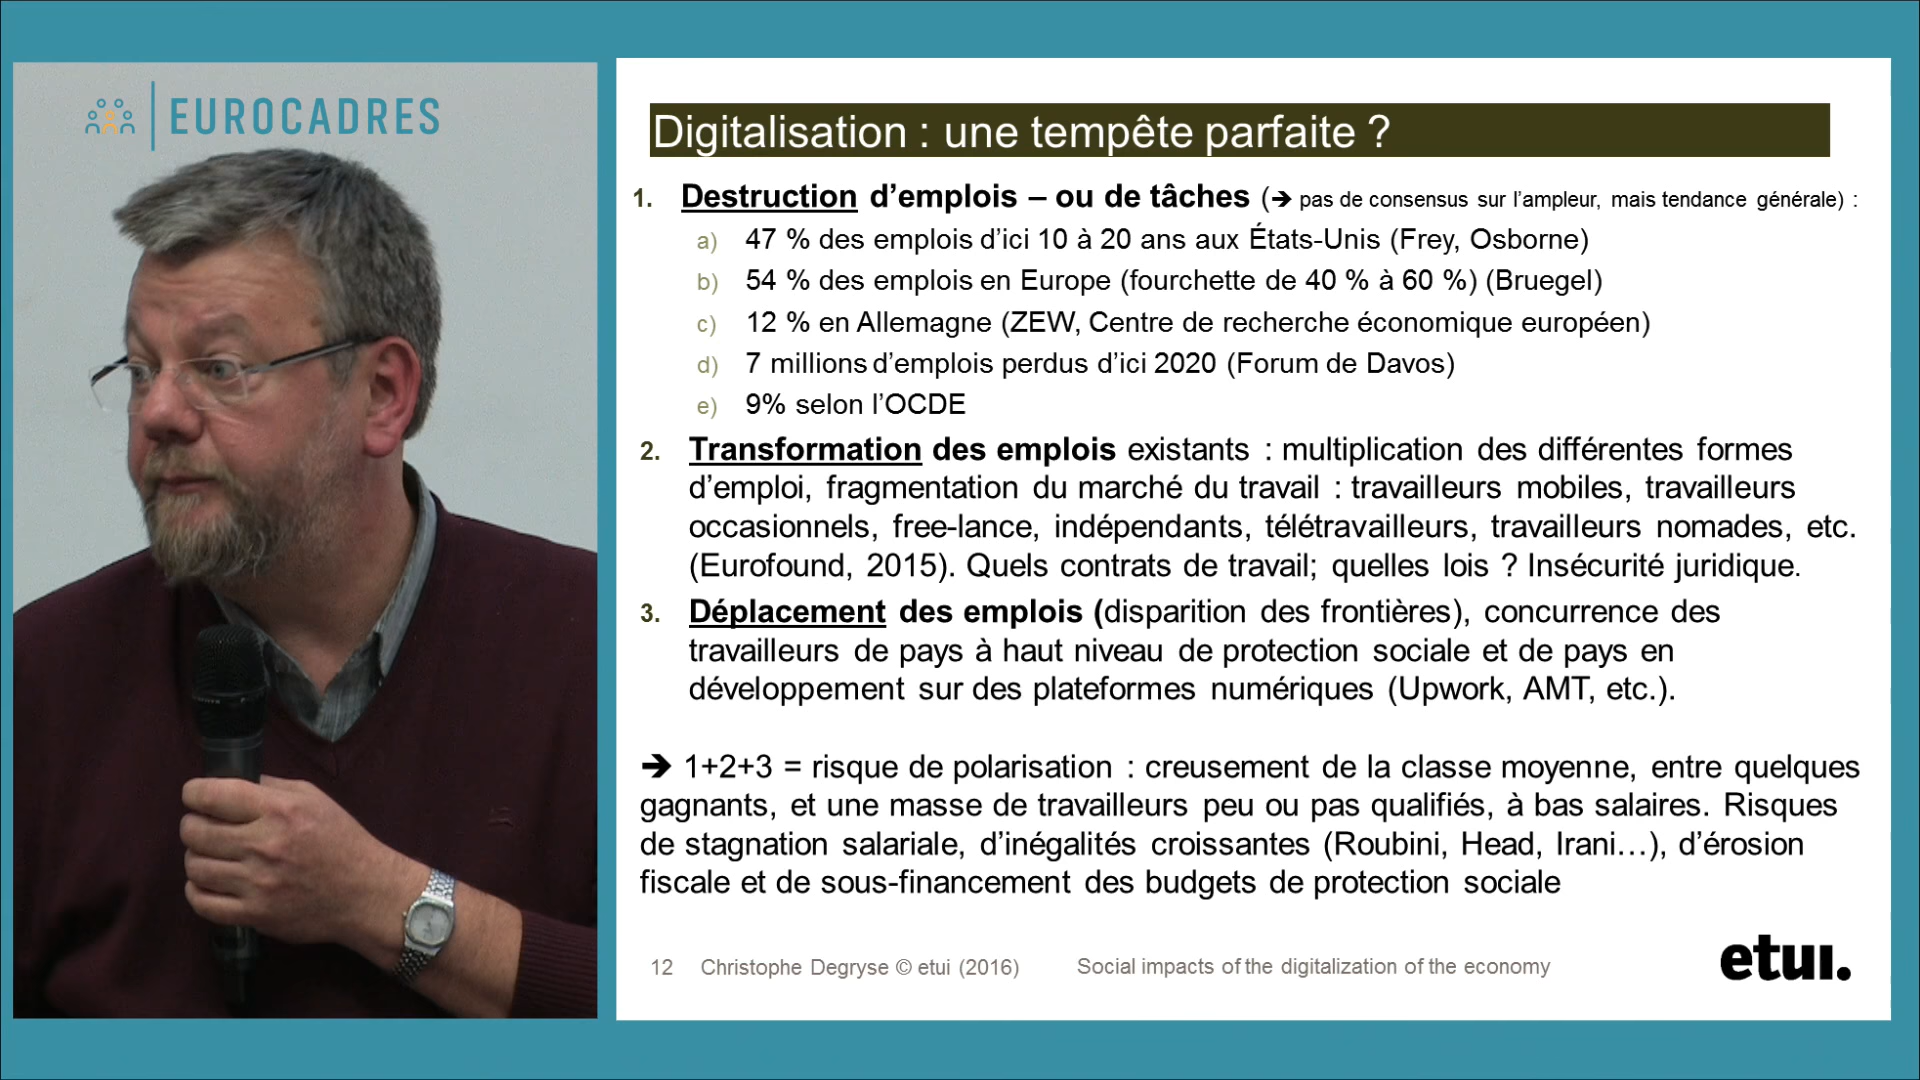 EUROCADRES
Digitalisation : une tempête parfaite ?
1. Destruction d’emplois – ou de tâches (➔ pas de consensus sur l’ampleur, mais tendance générale) :
a) 47 % des emplois d’ici 10 à 20 ans aux États-Unis (Frey, Osborne)
b) 54 % des emplois en Europe (fourchette de 40 % à 60 %) (Bruegel)
c) 12 % en Allemagne (ZEW, Centre de recherche économique européen)
d) 7 millions d’emplois perdus d’ici 2020 (Forum de Davos)
e) 9% selon l’OCDE
2. Transformation des emplois existants : multiplication des différentes formes
d’emploi, fragmentation du marché du travail : travailleurs mobiles, travailleurs
occasionnels, free-lance, indépendants, télétravailleurs, travailleurs nomades, etc.
(Eurofound, 2015). Quels contrats de travail; quelles lois ? Insécurité juridique.
3. Déplacement des emplois (disparition des frontières), concurrence des
travailleurs de pays à haut niveau de protection sociale et de pays en
développement sur des plateformes numériques (Upwork, AMT, etc.).
➔ 1+2+3 = risque de polarisation : creusement de la classe moyenne, entre quelques
gagnants, et une masse de travailleurs peu ou pas qualifiés, à bas salaires. Risques
de stagnation salariale, d’inégalités croissantes (Roubini, Head, Irani…), d’érosion
fiscale et de sous-financement des budgets de protection sociale
12 Christophe Degryse © etui (2016) Social impacts of the digitalization of the economy
etui.